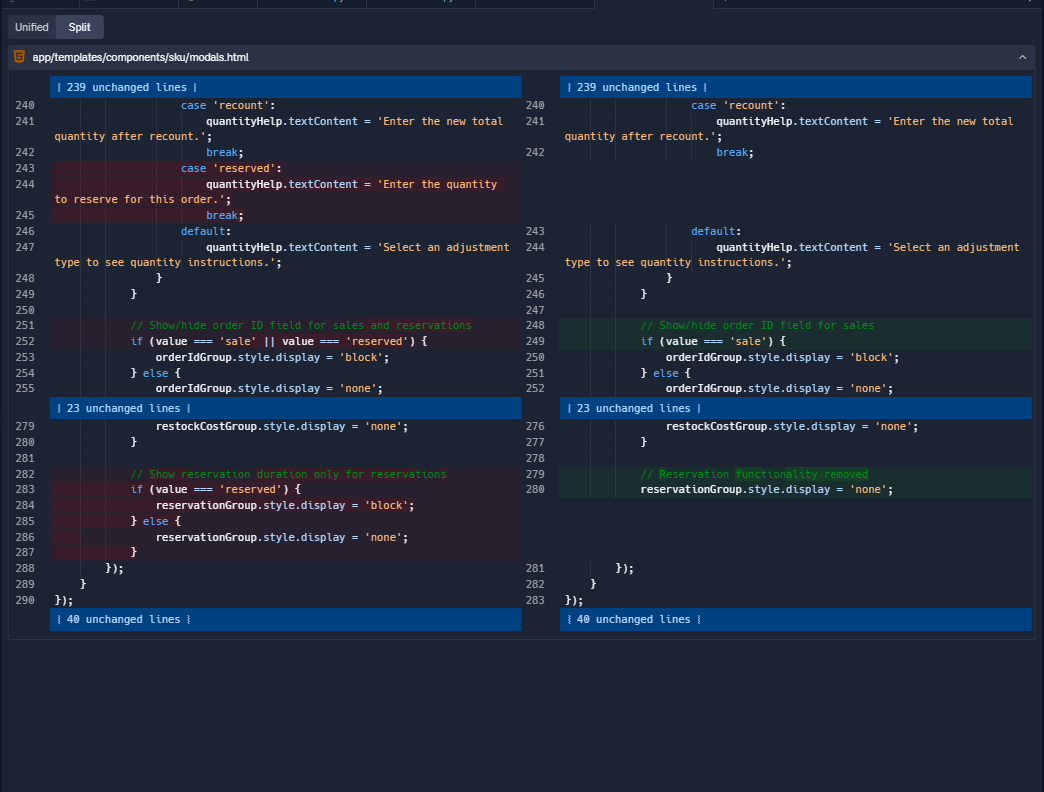 Unified Split
app/templates/components/sku/modals.html
239 unchanged lines
240 case 'recount':
241 quantityHelp.textContent = 'Enter the new total
quantity after recount.';
242 break;
243 case 'reserved':
244 quantityHelp.textContent = 'Enter the quantity
to reserve for this order.';
245 break;
246 default:
247 quantityHelp.textContent = 'Select an adjustment
type to see quantity instructions.';
248 }
249 }
250
251 // Show/hide order ID field for sales and reservations
252 if (value === 'sale' || value === 'reserved') {
253 orderIdGroup.style.display = 'block';
254 } else {
255 orderIdGroup.style.display = 'none';
23 unchanged lines
279 restockCostGroup.style.display = 'none';
280 }
281
282 // Show reservation duration only for reservations
283 if (value === 'reserved') {
284 reservationGroup.style.display = 'block';
285 } else {
286 reservationGroup.style.display = 'none';
287 }
288 });
289 }
290 });
40 unchanged lines
239 unchanged lines
240 case 'recount':
241 quantityHelp.textContent = 'Enter the new total
quantity after recount.';
242 break;
243 default:
244 quantityHelp.textContent = 'Select an adjustment
type to see quantity instructions.';
245 }
246 }
247
248 // Show/hide order ID field for sales
249 if (value === 'sale') {
250 orderIdGroup.style.display = 'block';
251 } else {
252 orderIdGroup.style.display = 'none';
23 unchanged lines
276 restockCostGroup.style.display = 'none';
277 }
278
279 // Reservation functionality removed
280 reservationGroup.style.display = 'none';
281 });
282 }
283 });
40 unchanged lines